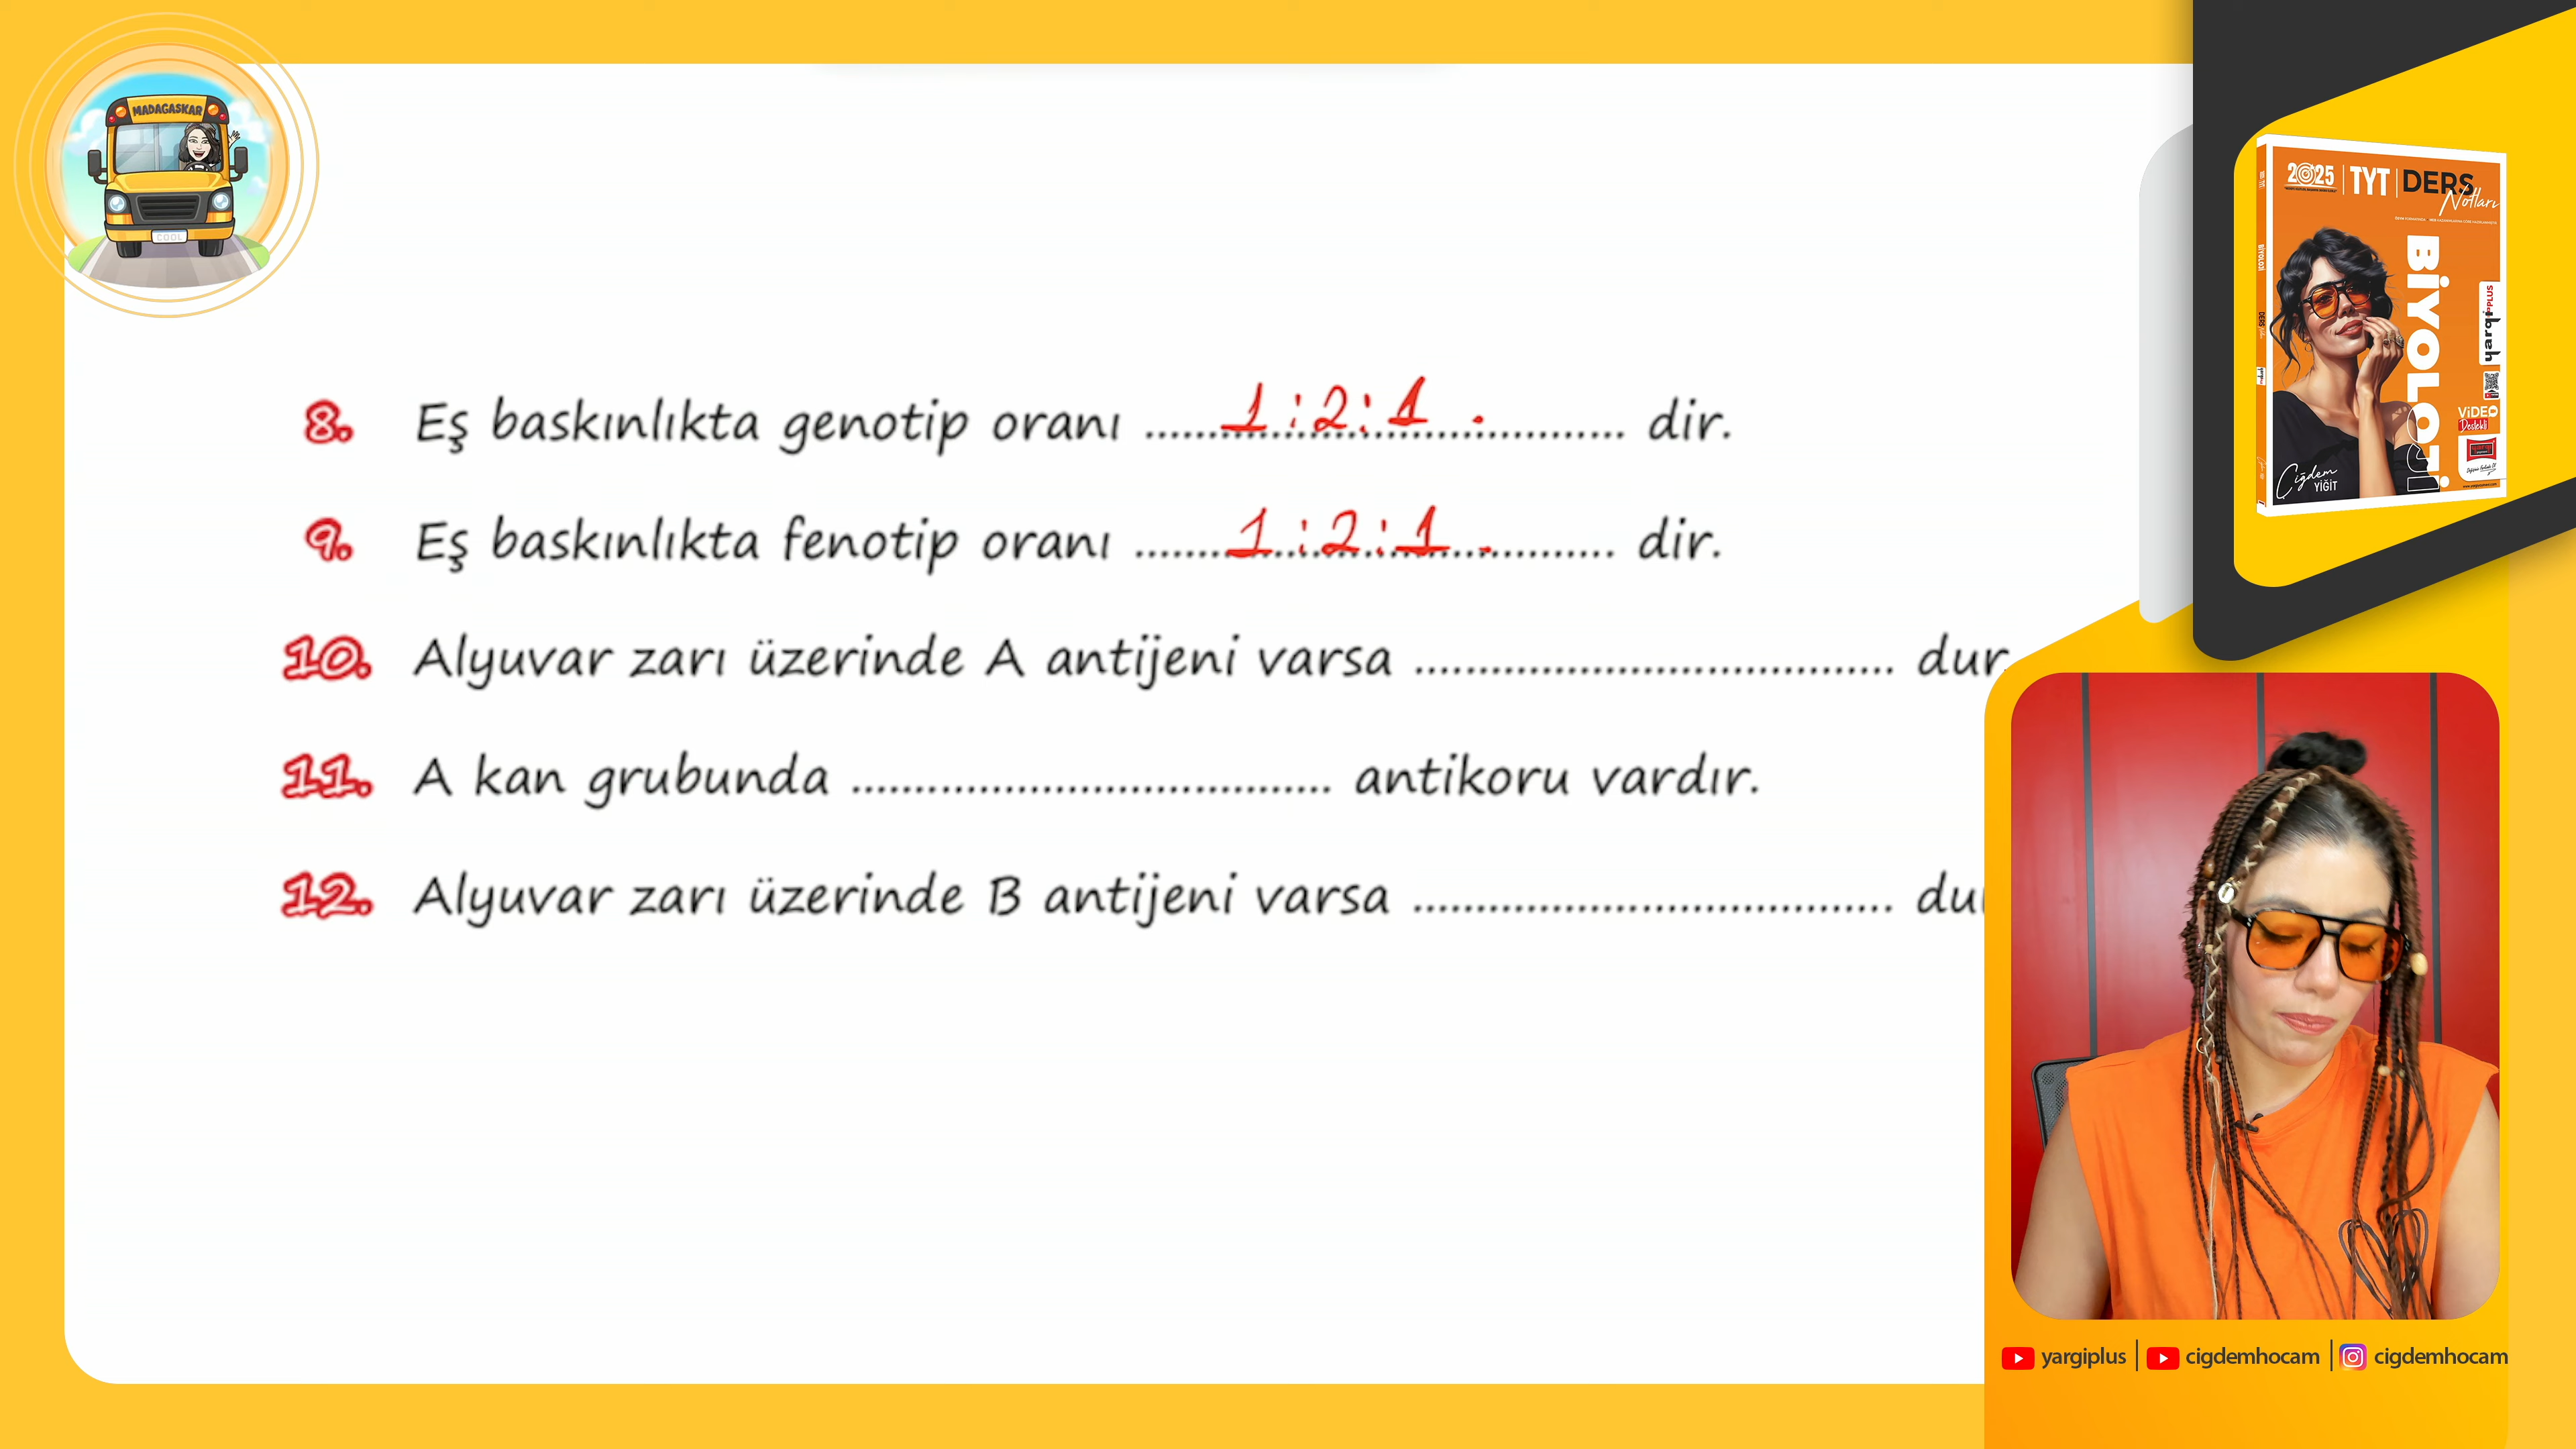 MADAGASKAR
COOL
2025 | TYT | DERS
Notları
BİYOLOJİ
yargıPLUS
VİDEO
Destekli
Çiğdem
YİĞİT
8. Eş baskınlıkta genotip oranı ..... 1 : 2 : 1 . ..... dir.
9. Eş baskınlıkta fenotip oranı ..... 1 : 2 : 1 . ..... dir.
10. Alyuvar zarı üzerinde A antijeni varsa ..................................... dur
11. A kan grubunda ..................................... antikoru vardır.
12. Alyuvar zarı üzerinde B antijeni varsa ..................................... du
yargiplus | cigdemhocam | cigdemhocam